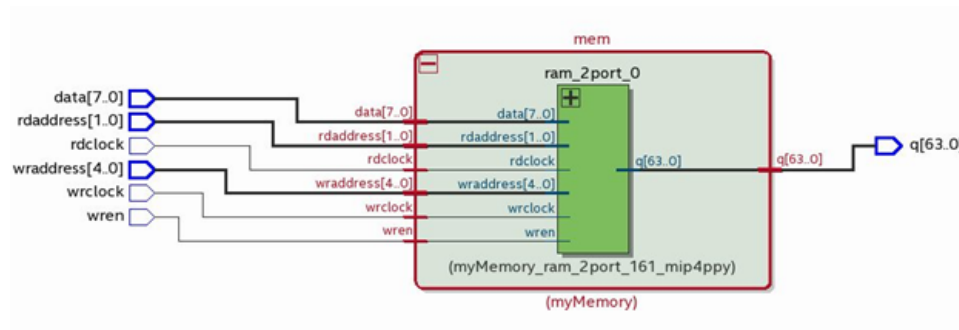 mem
ram_2port_0
data[7..0]
rdaddress[1..0]
rdclock
wraddress[4..0]
wrclock
wren
data[7..0]
rdaddress[1..0]
rdclock
wraddress[4..0]
wrclock
wren
data[7..0]
rdaddress[1..0]
rdclock
wraddress[4..0]
wrclock
wren
q[63..0]
q[63..0]
q[63..0
(myMemory_ram_2port_161_mip4ppy)
(myMemory)